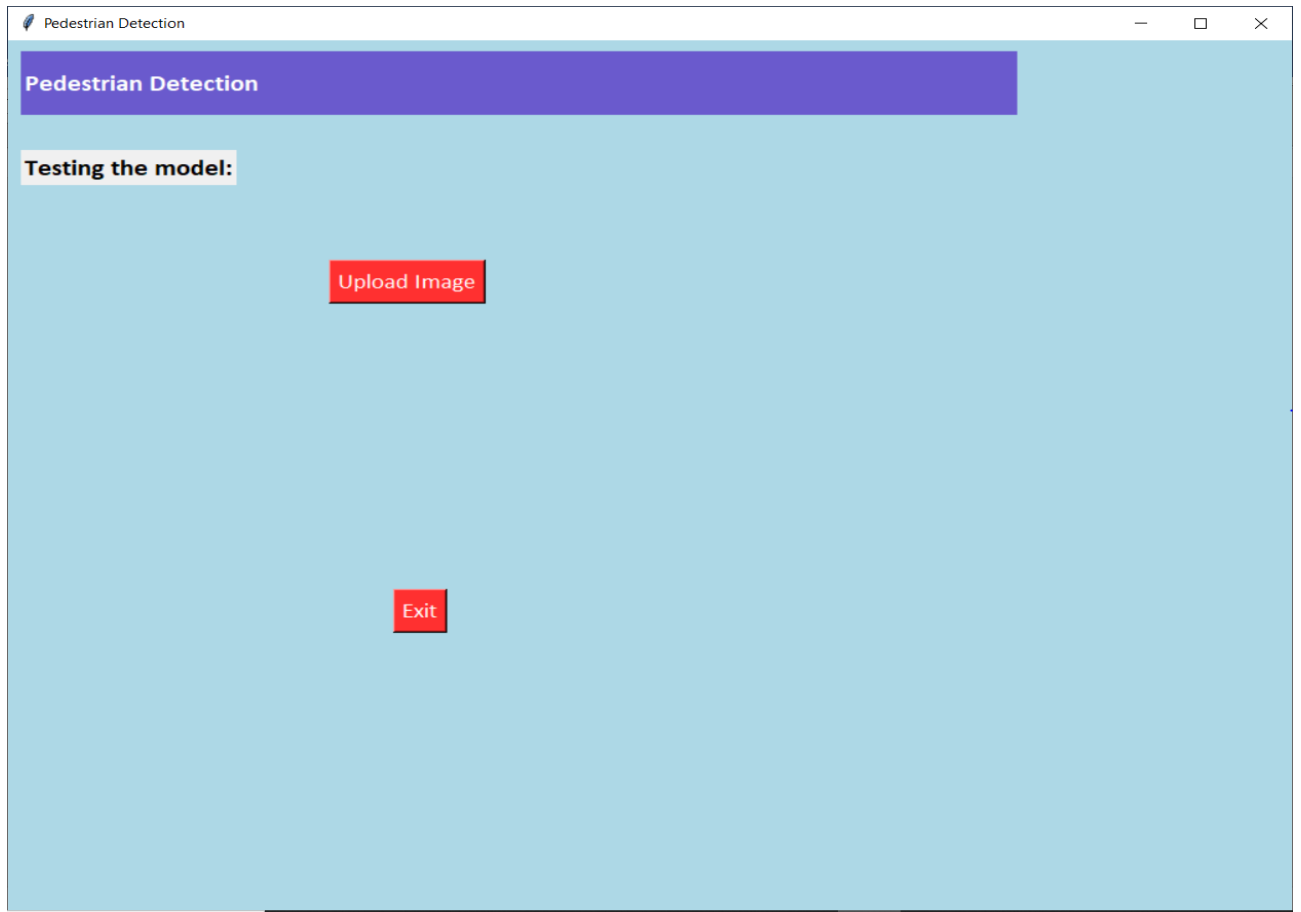 Pedestrian Detection
Pedestrian Detection
Testing the model:
Upload Image
Exit